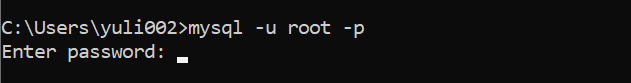 C:\Users\yuli002>mysql -u root -p
Enter password: